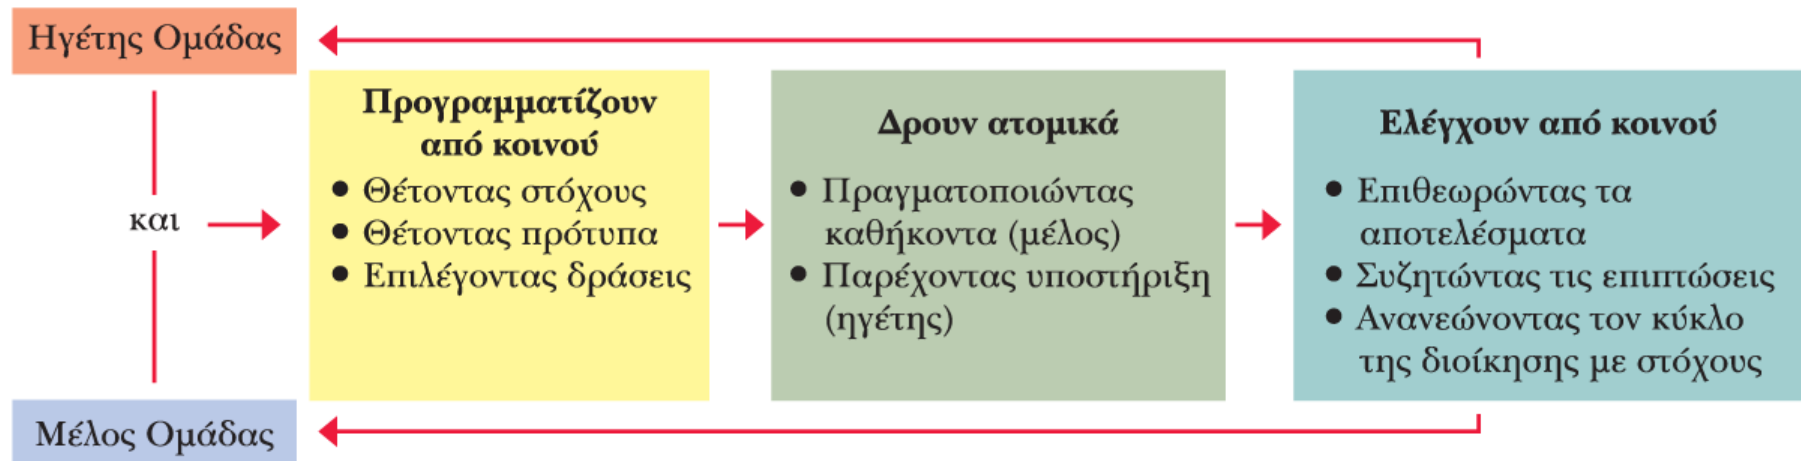 Ηγέτης Ομάδας
και
Μέλος Ομάδας
Προγραμματίζουν
από κοινού
● Θέτοντας στόχους
● Θέτοντας πρότυπα
● Επιλέγοντας δράσεις
Δρουν ατομικά
● Πραγματοποιώντας
καθήκοντα (μέλος)
● Παρέχοντας υποστήριξη
(ηγέτης)
Ελέγχουν από κοινού
● Επιθεωρώντας τα
αποτελέσματα
● Συζητώντας τις επιπτώσεις
● Ανανεώνοντας τον κύκλο
της διοίκησης με στόχους